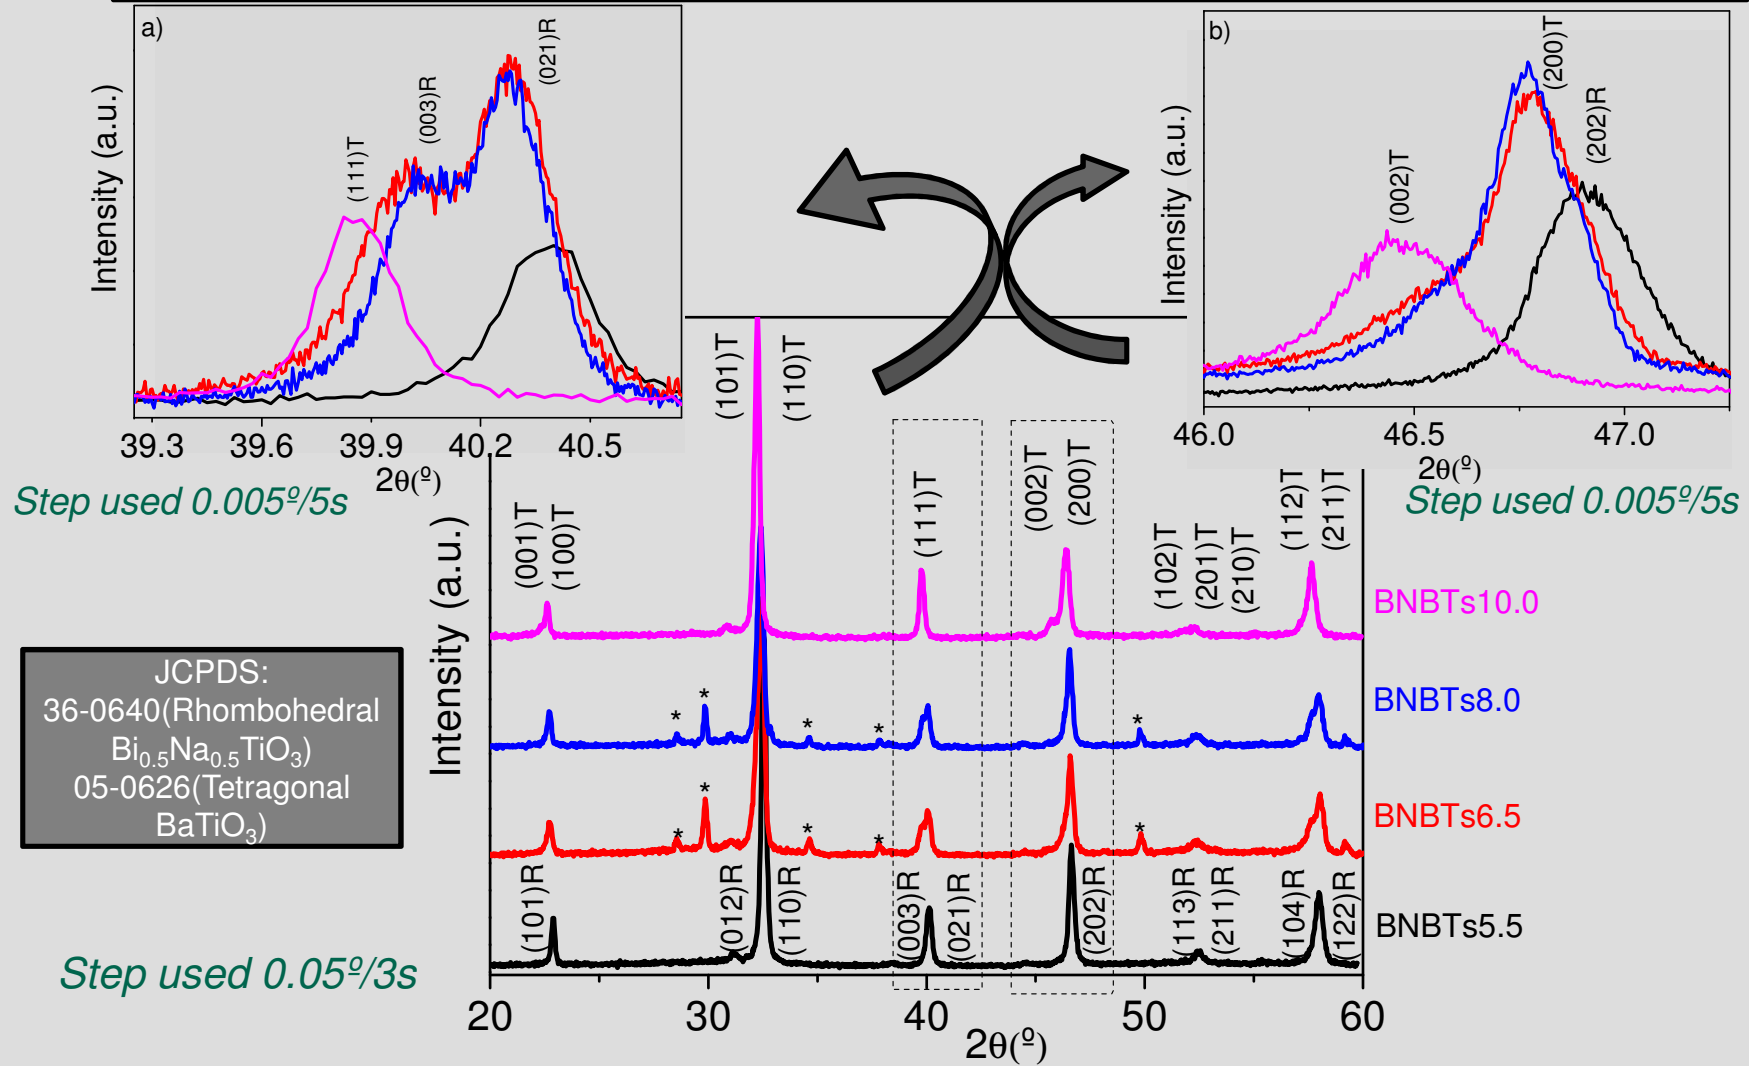 a)
Intensity (a.u.)
(111)T
(003)R
(021)R
39.3 39.6 39.9 40.2 40.5
2θ(º)
Step used 0.005º/5s
b)
Intensity (a.u.)
(002)T
(200)T
(202)R
46.0 46.5 47.0
2θ(º)
Step used 0.005º/5s
Intensity (a.u.)
(001)T
(100)T
(101)T
(110)T
(111)T
(002)T
(200)T
(102)T
(201)T
(210)T
(112)T
(211)T
BNBTs10.0
* * * * *
BNBTs8.0
* * * * *
BNBTs6.5
(101)R
(012)R
(110)R
(003)R
(021)R
(202)R
(113)R
(211)R
(104)R
(122)R
BNBTs5.5
20 30 40 50 60
2θ(º)
JCPDS:
36-0640(Rhombohedral
Bi0.5Na0.5TiO3)
05-0626(Tetragonal
BaTiO3)
Step used 0.05º/3s